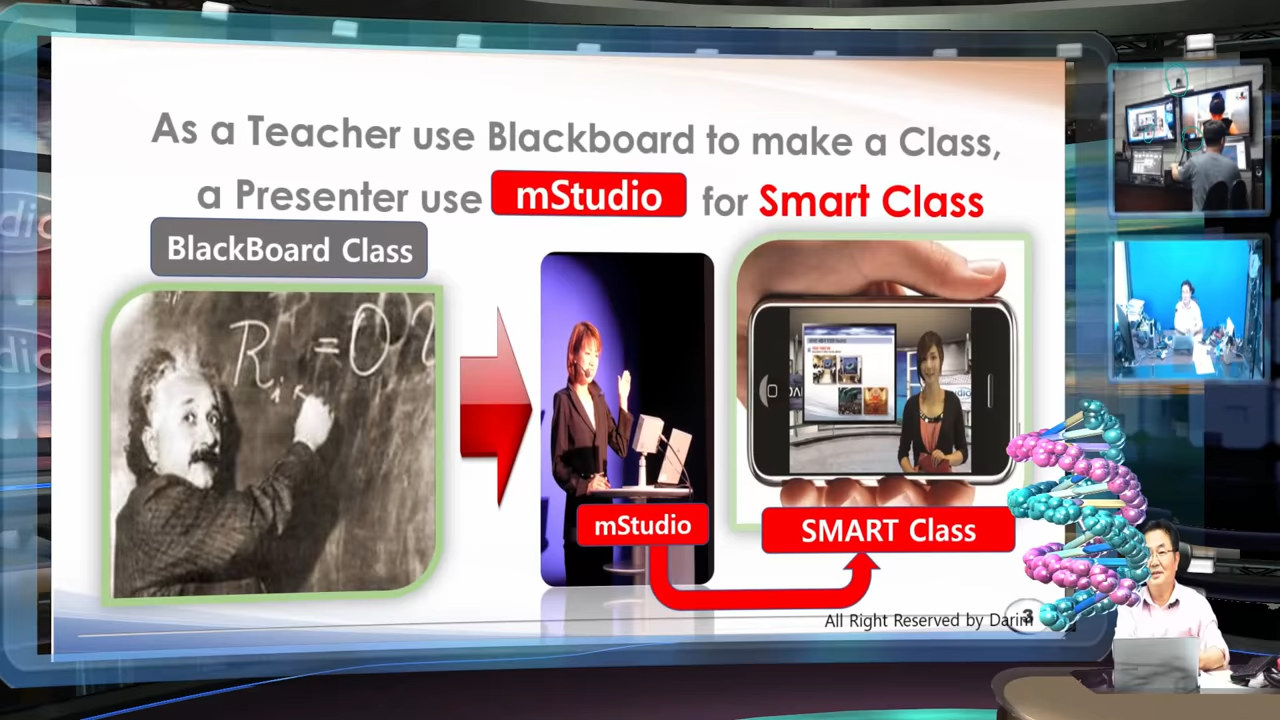 As a Teacher use Blackboard to make a Class,
a Presenter use mStudio for Smart Class
BlackBoard Class
mStudio
SMART Class
All Right Reserved by Darim
3